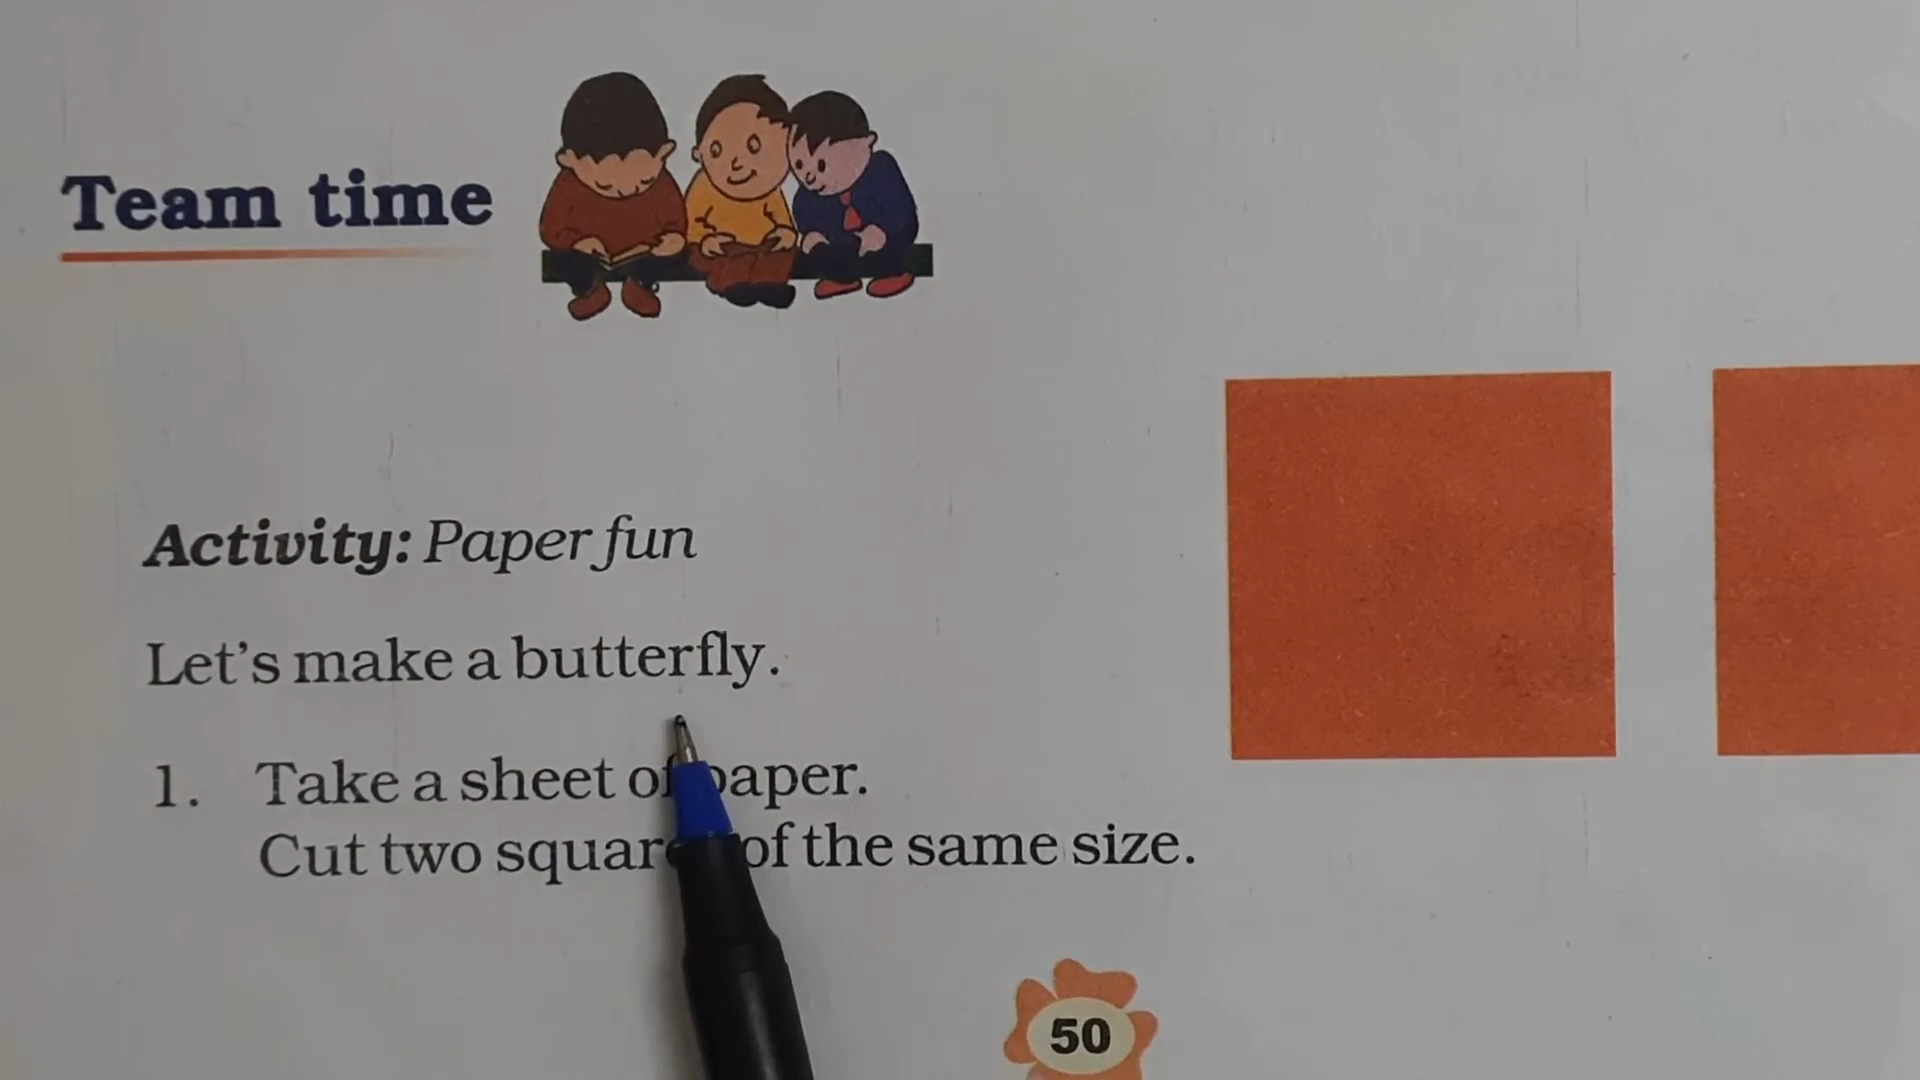 Team time
Activity: Paper fun
Let's make a butterfly.
1. Take a sheet of paper.
Cut two squares of the same size.
50